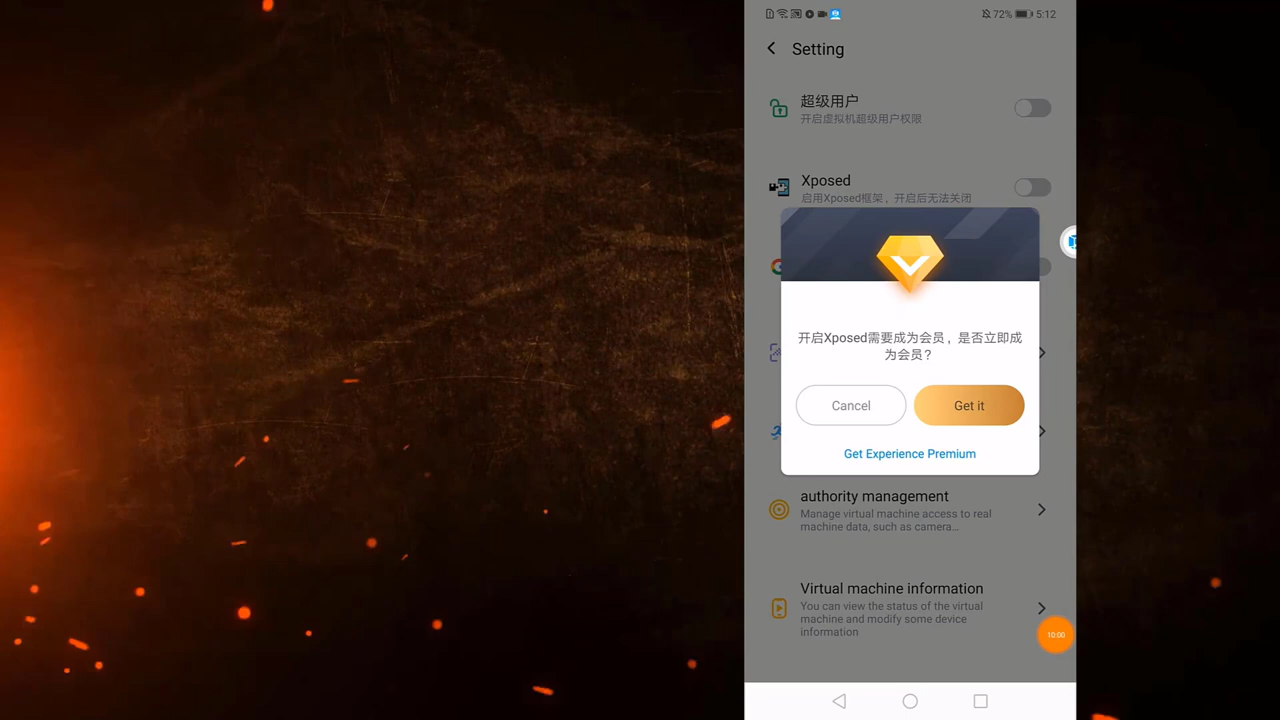 72% 5:12
Setting
超级用户
开启虚拟机超级用户权限
Xposed
启用Xposed框架，开启后无法关闭
开启Xposed需要成为会员，是否立即成
为会员？
Cancel
Get it
Get Experience Premium
authority management
Manage virtual machine access to real
machine data, such as camera...
Virtual machine information
You can view the status of the virtual
machine and modify some device
information
10:00